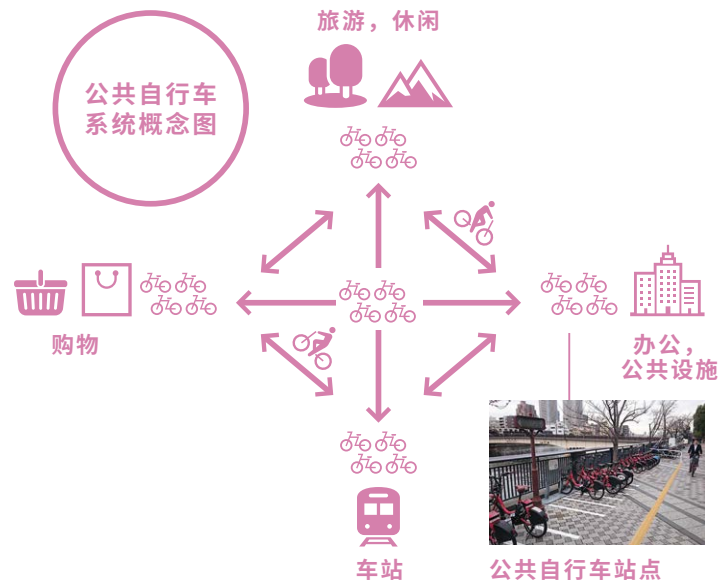 旅游，休闲
公共自行车
系统概念图
购物
办公，
公共设施
车站
公共自行车站点